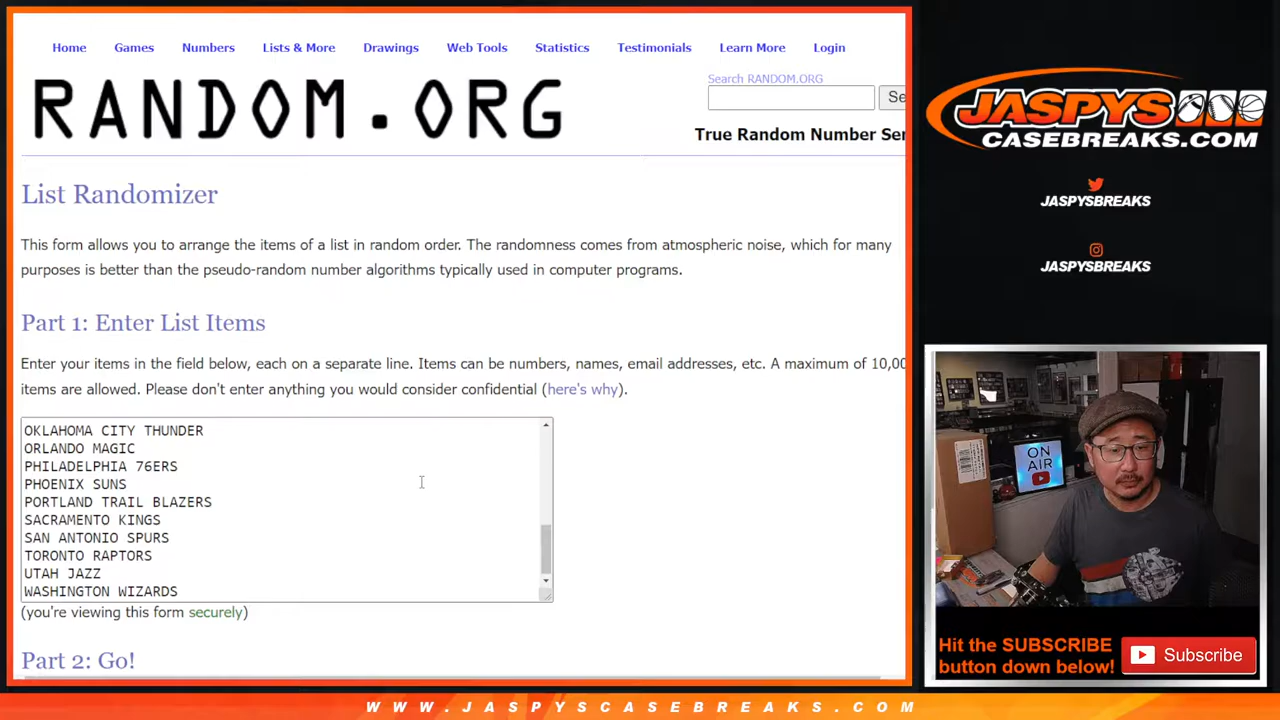 Home Games Numbers Lists & More Drawings Web Tools Statistics Testimonials Learn More Login
RANDOM.ORG
Search RANDOM.ORG
Se
True Random Number Ser
List Randomizer
This form allows you to arrange the items of a list in random order. The randomness comes from atmospheric noise, which for many
purposes is better than the pseudo-random number algorithms typically used in computer programs.
Part 1: Enter List Items
Enter your items in the field below, each on a separate line. Items can be numbers, names, email addresses, etc. A maximum of 10,00
items are allowed. Please don't enter anything you would consider confidential (here's why).
OKLAHOMA CITY THUNDER
ORLANDO MAGIC
PHILADELPHIA 76ERS
PHOENIX SUNS
PORTLAND TRAIL BLAZERS
SACRAMENTO KINGS
SAN ANTONIO SPURS
TORONTO RAPTORS
UTAH JAZZ
WASHINGTON WIZARDS
(you're viewing this form securely)
Part 2: Go!
JASPYS
CASEBREAKS.COM
JASPYSBREAKS
JASPYSBREAKS
ON
AIR
Hit the SUBSCRIBE
button down below!
Subscribe
WWW.JASPYSCASEBREAKS.COM